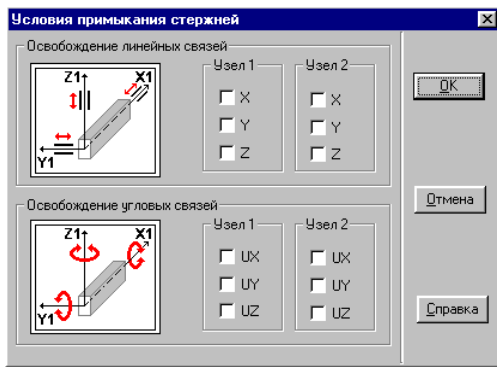 Условия примыкания стержней
Освобождение линейных связей
Z1
X1
Y1
Узел 1
X
Y
Z
Узел 2
X
Y
Z
OK
Отмена
Освобождение угловых связей
Z1
X1
Y1
Узел 1
UX
UY
UZ
Узел 2
UX
UY
UZ
Справка